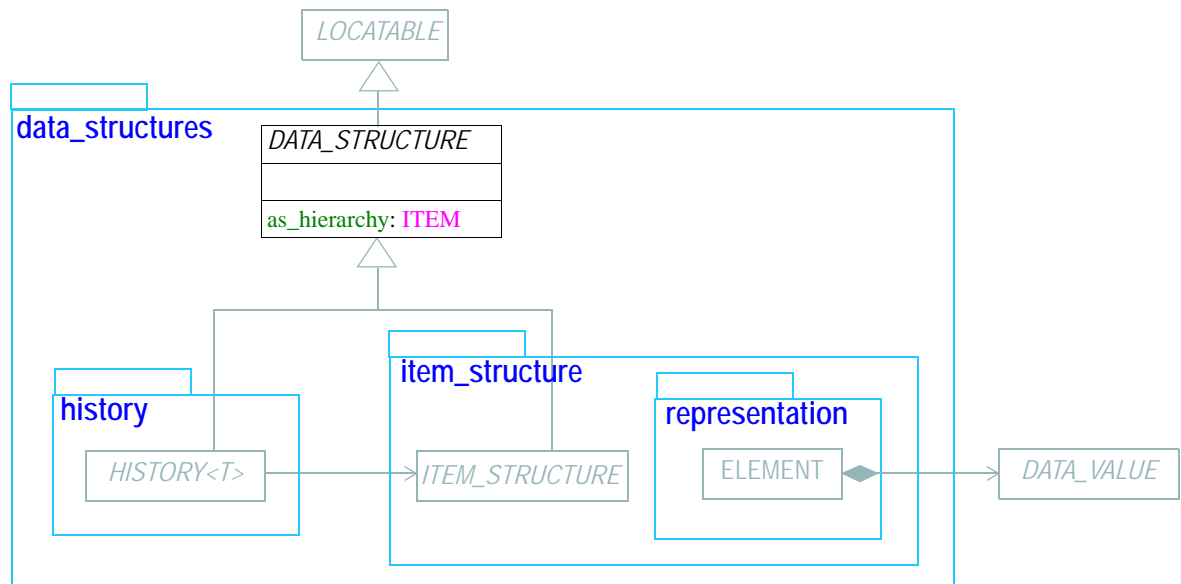 LOCATABLE
data_structures
DATA_STRUCTURE
as_hierarchy: ITEM
item_structure
history
representation
HISTORY<T>
ITEM_STRUCTURE
ELEMENT
DATA_VALUE